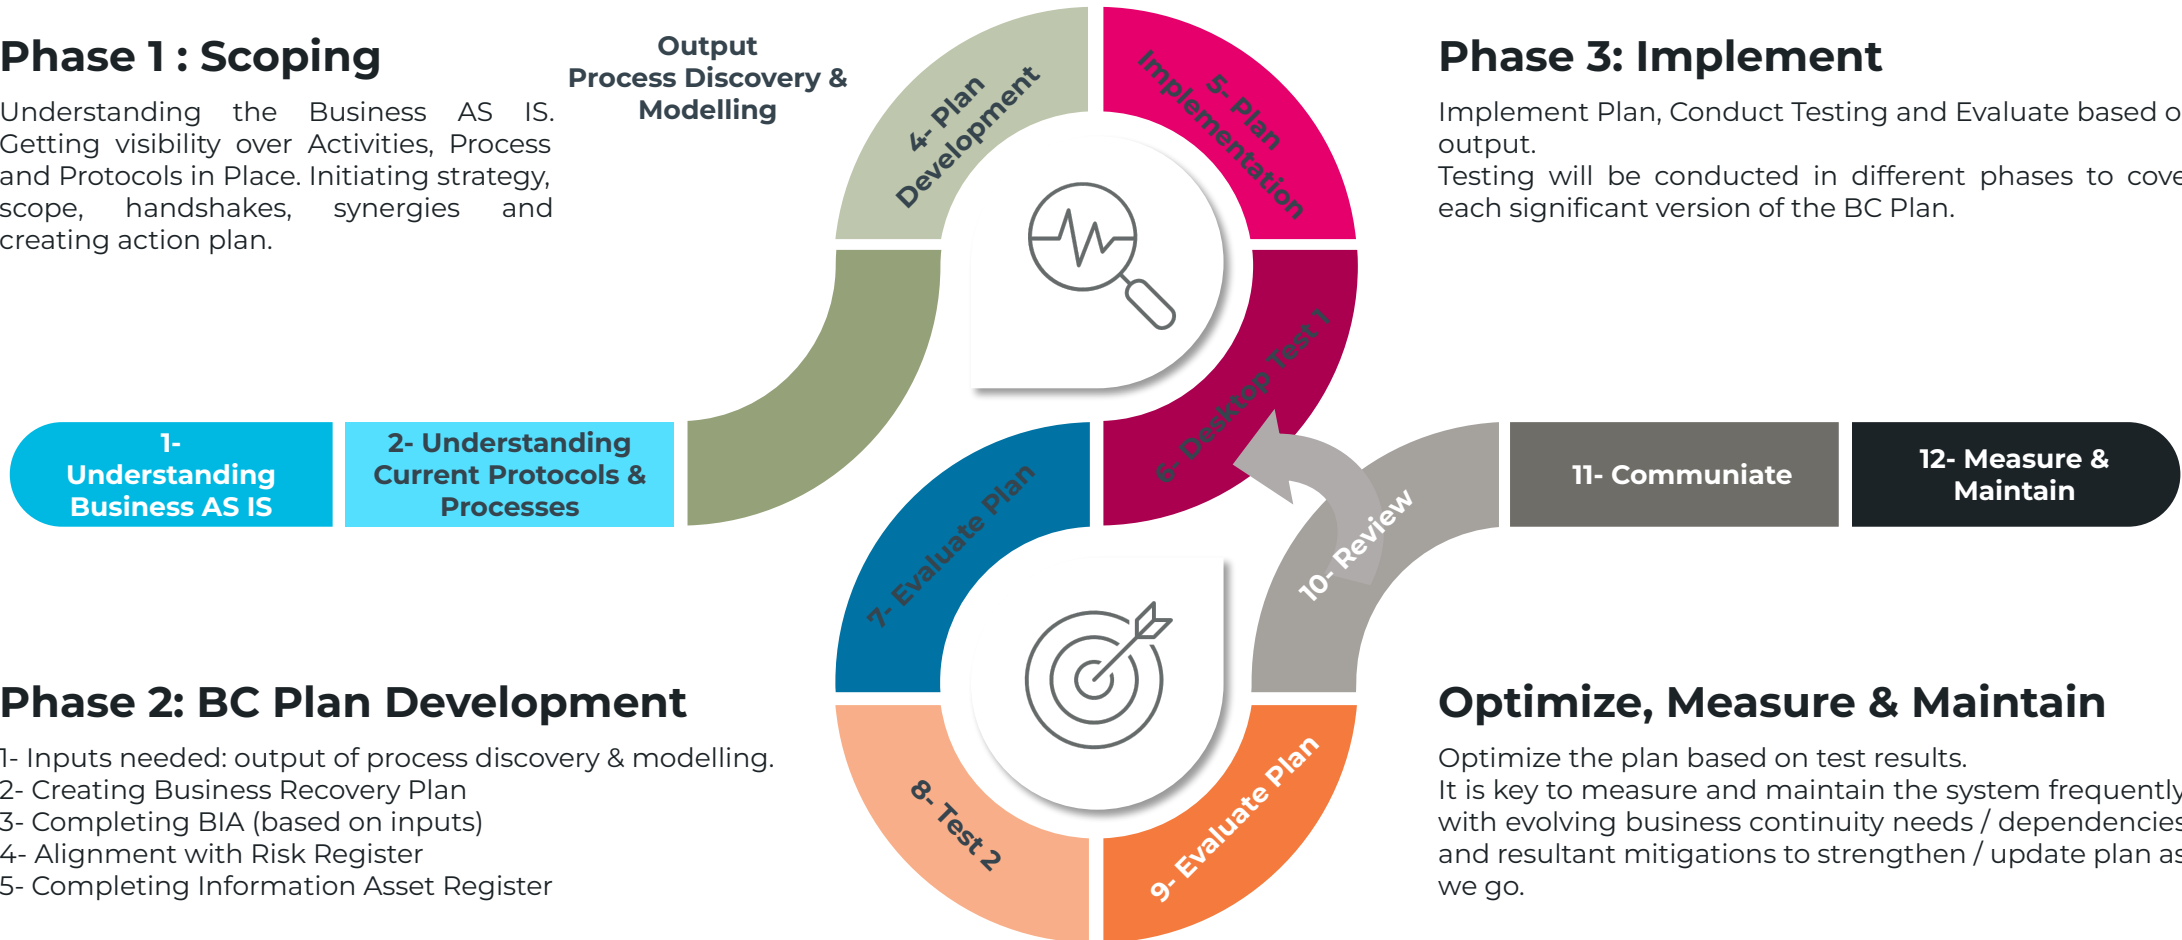 Phase 1 : Scoping
Understanding the Business AS IS.
Getting visibility over Activities, Process
and Protocols in Place. Initiating strategy,
scope, handshakes, synergies and
creating action plan.
Output
Process Discovery &
Modelling
4- Plan
Development
5- Plan
Implementation
Phase 3: Implement
Implement Plan, Conduct Testing and Evaluate based o
output.
Testing will be conducted in different phases to cove
each significant version of the BC Plan.
1-
Understanding
Business AS IS
2- Understanding
Current Protocols &
Processes
6- Desktop Test 1
7- Evaluate Plan
10- Review
11- Communiate
12- Measure &
Maintain
Phase 2: BC Plan Development
1- Inputs needed: output of process discovery & modelling.
2- Creating Business Recovery Plan
3- Completing BIA (based on inputs)
4- Alignment with Risk Register
5- Completing Information Asset Register
8- Test 2
9- Evaluate Plan
Optimize, Measure & Maintain
Optimize the plan based on test results.
It is key to measure and maintain the system frequently
with evolving business continuity needs / dependencies
and resultant mitigations to strengthen / update plan as
we go.